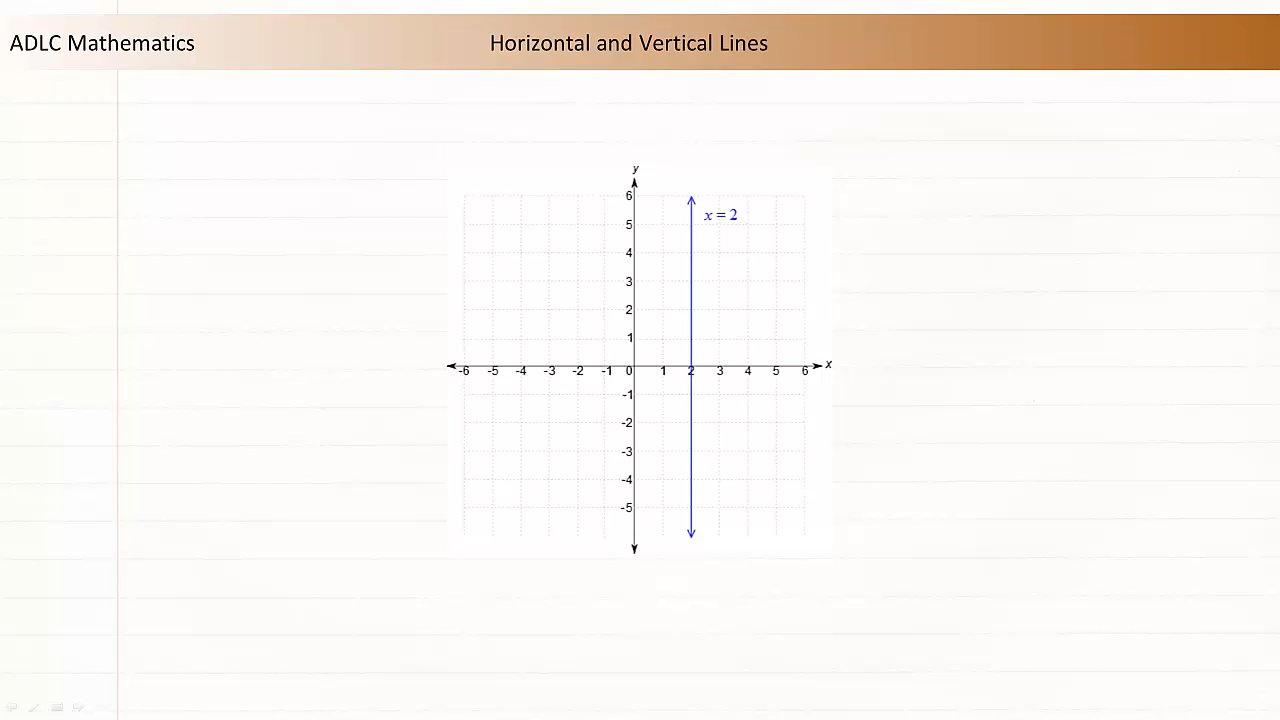 ADLC Mathematics
Horizontal and Vertical Lines
y
6
x = 2
5
4
3
2
1
x
-6 -5 -4 -3 -2 -1 0 1 2 3 4 5 6
-1
-2
-3
-4
-5